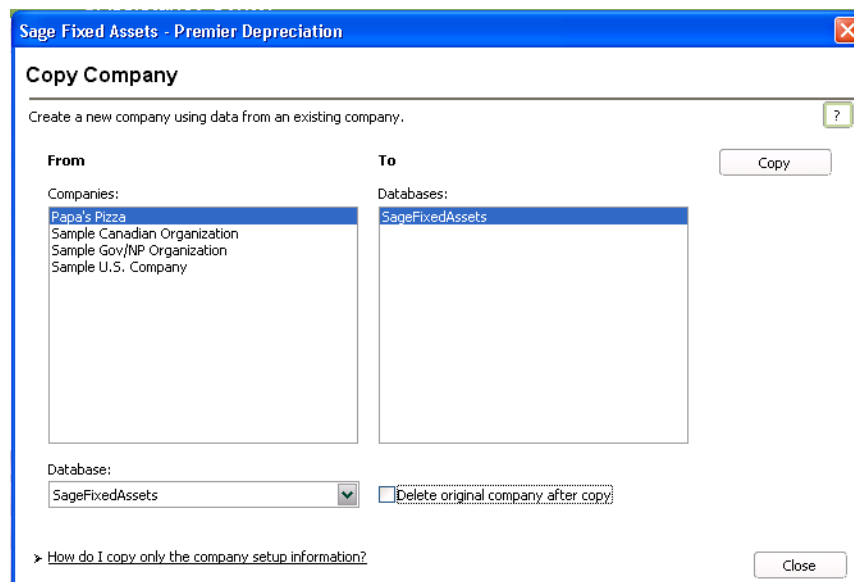 Sage Fixed Assets - Premier Depreciation
Copy Company
Create a new company using data from an existing company.
?
From
To
Copy
Companies:
Databases:
Papa's Pizza
SageFixedAssets
Sample Canadian Organization
Sample Gov/NP Organization
Sample U.S. Company
Database:
SageFixedAssets
Delete original company after copy
How do I copy only the company setup information?
Close